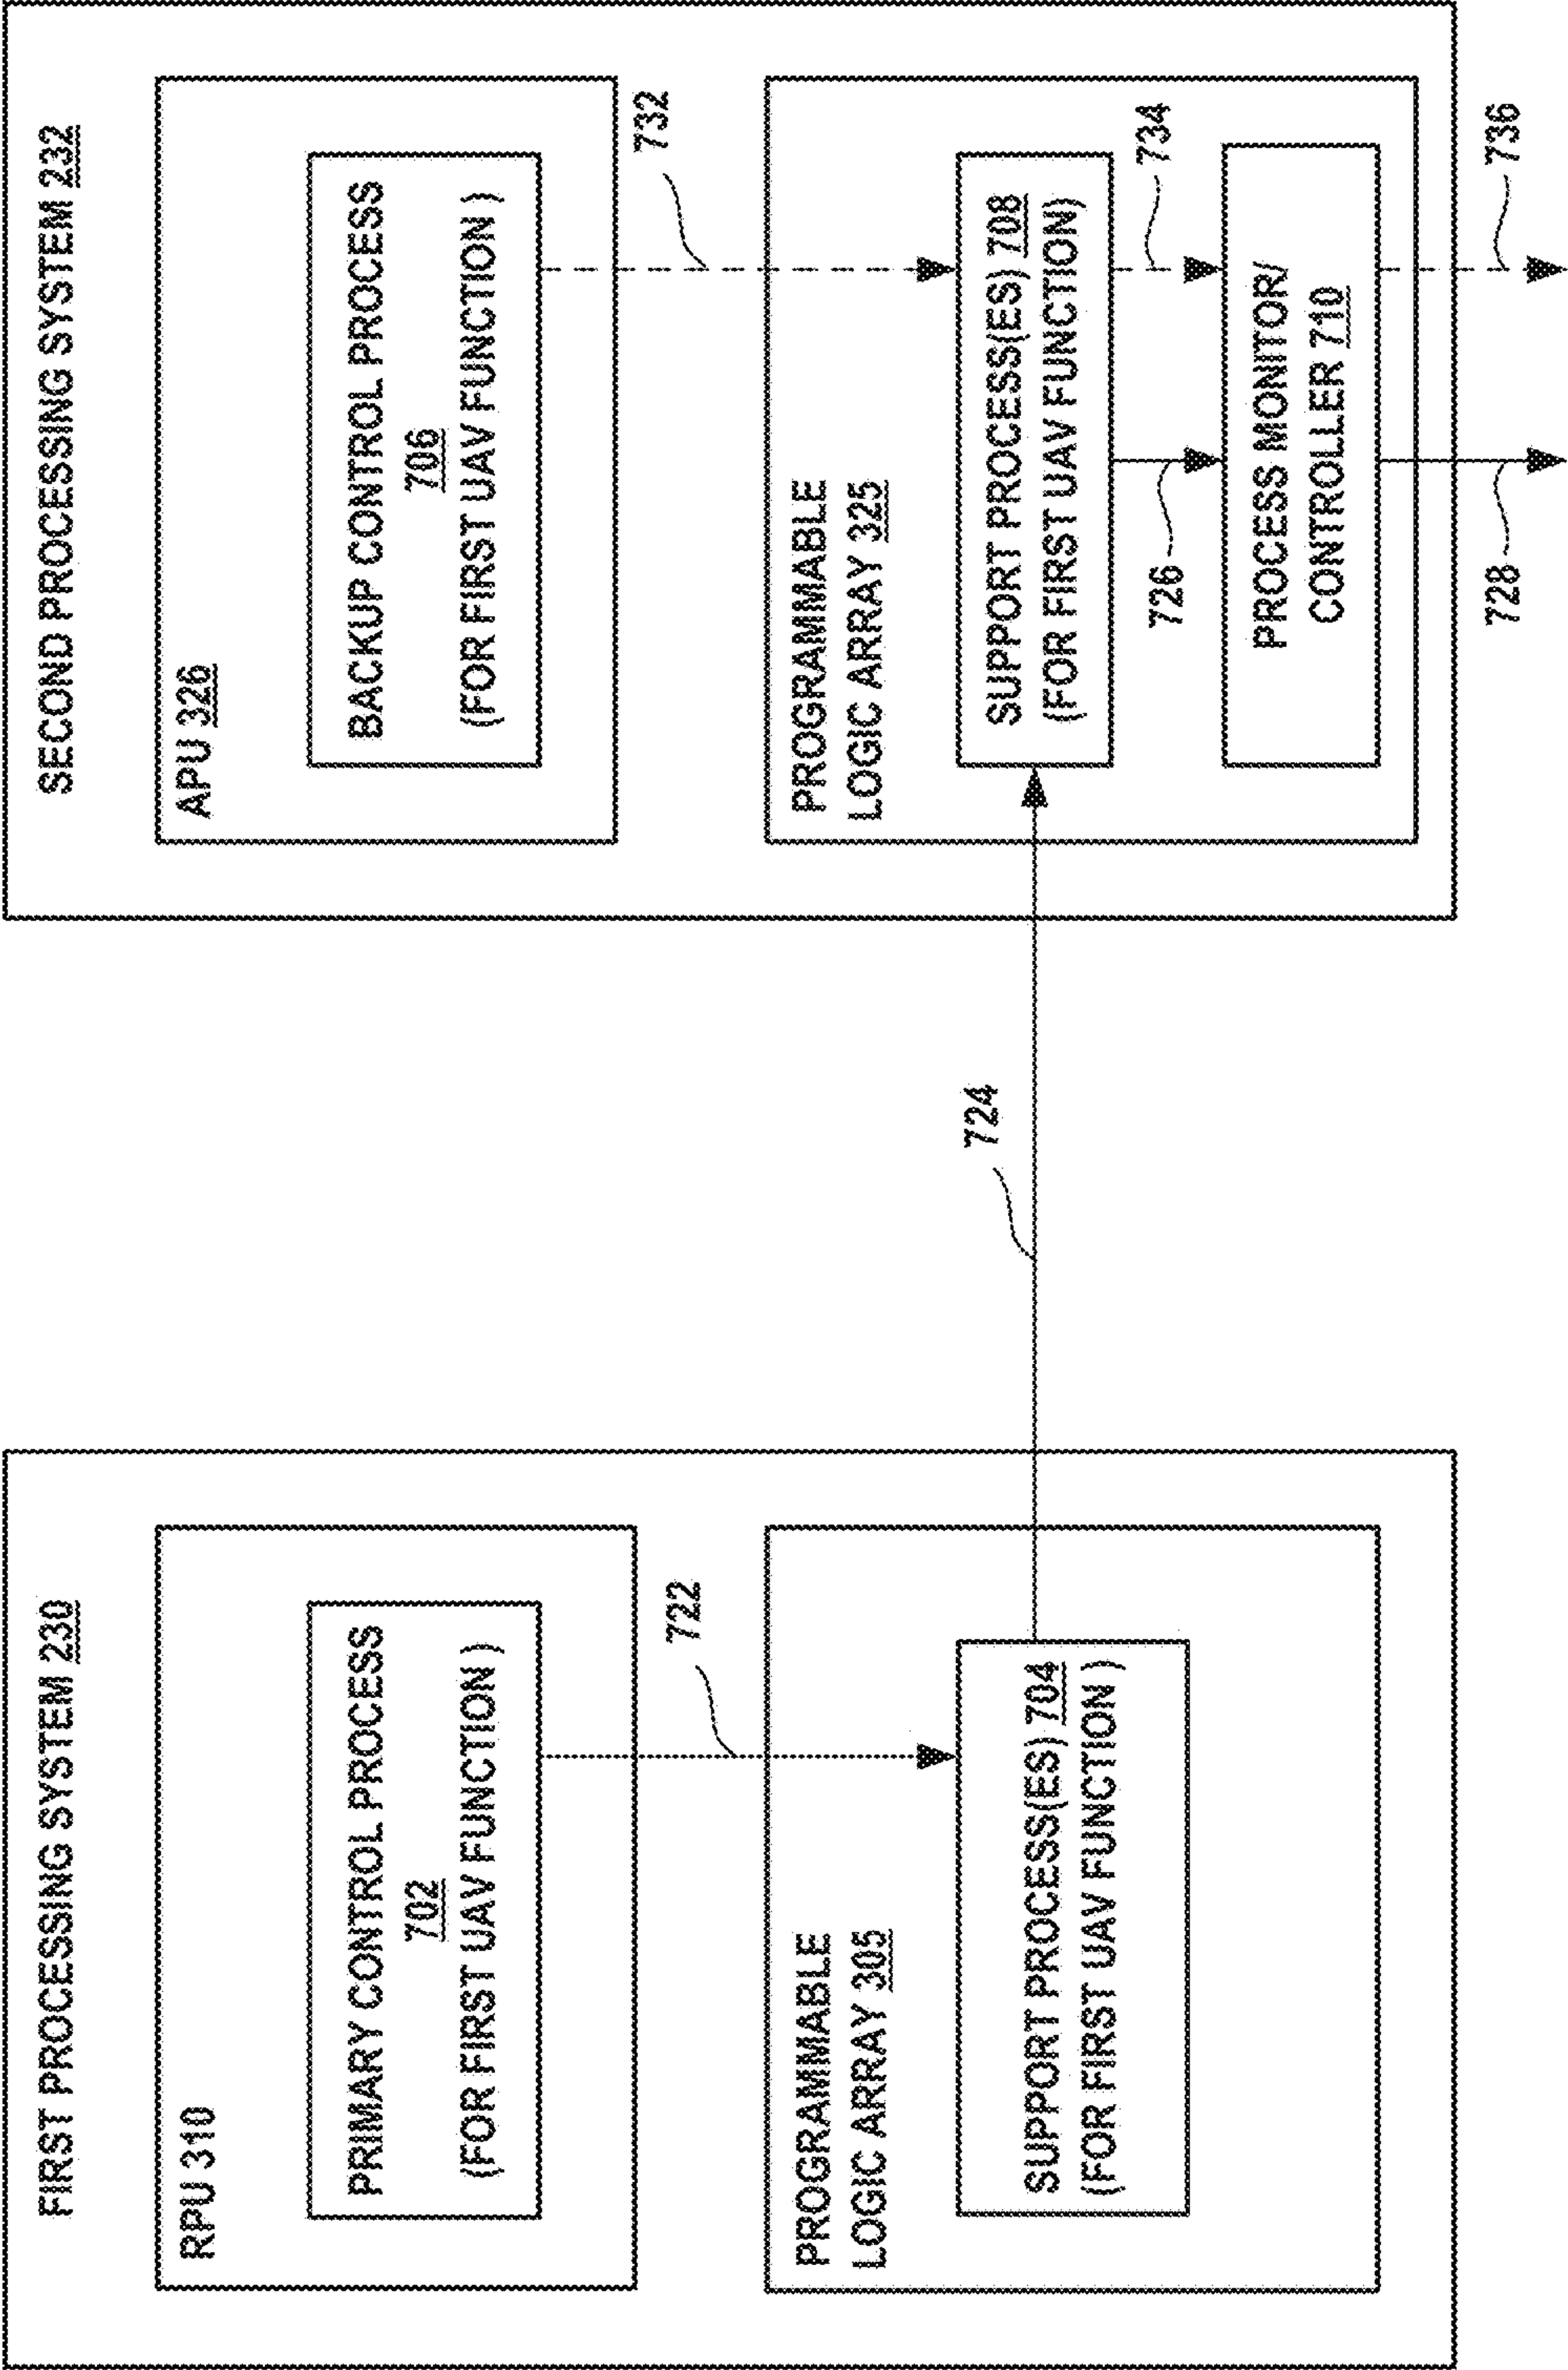 FIRST PROCESSING SYSTEM 230
RPU 310
PRIMARY CONTROL PROCESS
702
(FOR FIRST UAV FUNCTION )
722
PROGRAMMABLE
LOGIC ARRAY 305
SUPPORT PROCESS(ES) 704
(FOR FIRST UAV FUNCTION )
724
SECOND PROCESSING SYSTEM 232
APU 326
BACKUP CONTROL PROCESS
706
(FOR FIRST UAV FUNCTION )
732
PROGRAMMABLE
LOGIC ARRAY 325
SUPPORT PROCESS(ES) 708
(FOR FIRST UAV FUNCTION)
726
734
PROCESS MONITOR/
CONTROLLER 710
728
736